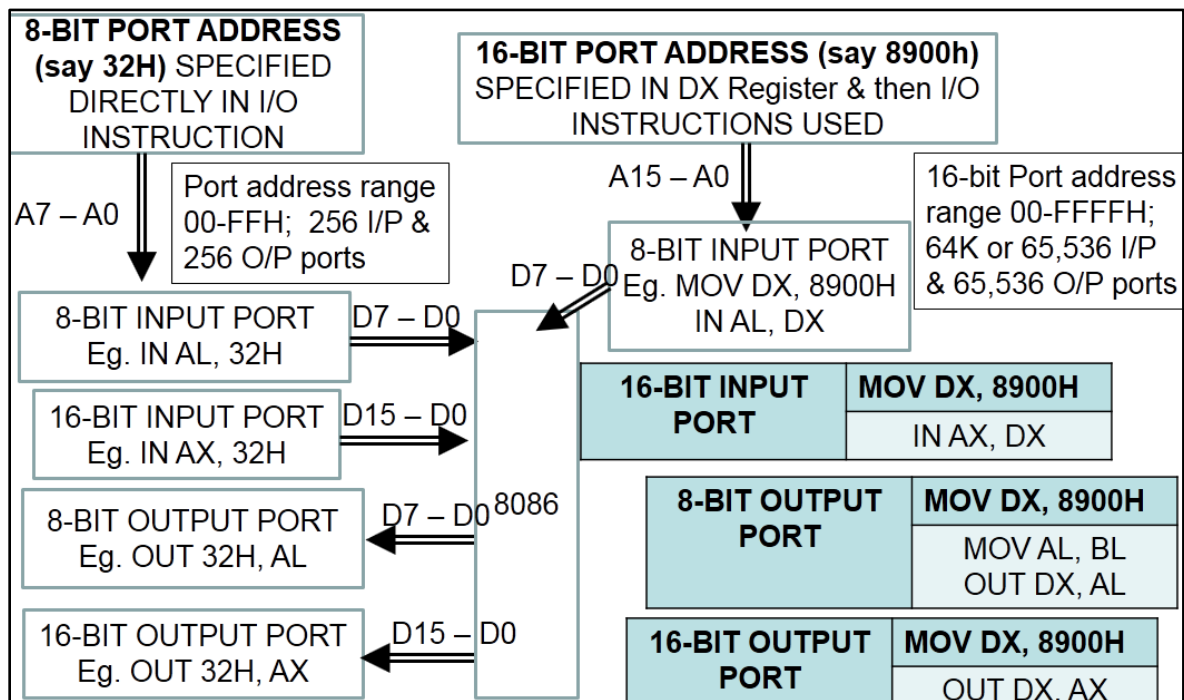 8-BIT PORT ADDRESS
(say 32H) SPECIFIED
DIRECTLY IN I/O
INSTRUCTION
16-BIT PORT ADDRESS (say 8900h)
SPECIFIED IN DX Register & then I/O
INSTRUCTIONS USED
A7 – A0
Port address range
00-FFH; 256 I/P &
256 O/P ports
A15 – A0
16-bit Port address
range 00-FFFFH;
64K or 65,536 I/P
& 65,536 O/P ports
8-BIT INPUT PORT
Eg. MOV DX, 8900H
IN AL, DX
D7 – D0
8-BIT INPUT PORT
Eg. IN AL, 32H
D7 – D0
16-BIT INPUT PORT
Eg. IN AX, 32H
D15 – D0
8-BIT OUTPUT PORT
Eg. OUT 32H, AL
D7 – D0
16-BIT OUTPUT PORT
Eg. OUT 32H, AX
D15 – D0
8086
16-BIT INPUT
PORT
MOV DX, 8900H
IN AX, DX
8-BIT OUTPUT
PORT
MOV DX, 8900H
MOV AL, BL
OUT DX, AL
16-BIT OUTPUT
PORT
MOV DX, 8900H
OUT DX, AX